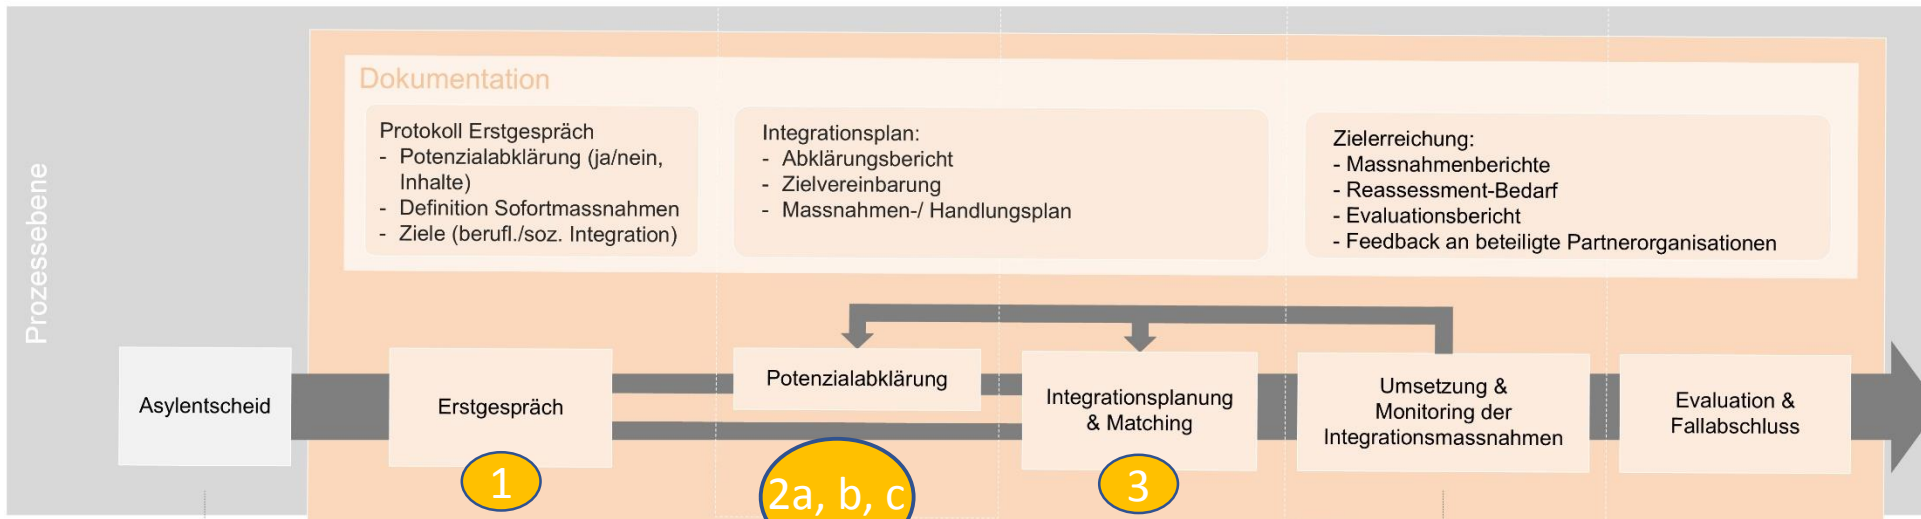 Prozessebene
Dokumentation
Protokoll Erstgespräch
- Potenzialabklärung (ja/nein,
Inhalte)
- Definition Sofortmassnahmen
- Ziele (berufl./soz. Integration)
Integrationsplan:
- Abklärungsbericht
- Zielvereinbarung
- Massnahmen-/ Handlungsplan
Zielerreichung:
- Massnahmenberichte
- Reassessment-Bedarf
- Evaluationsbericht
- Feedback an beteiligte Partnerorganisationen
Asylentscheid
Erstgespräch
Potenzialabklärung
Integrationsplanung
& Matching
Umsetzung &
Monitoring der
Integrationsmassnahmen
Evaluation &
Fallabschluss
1
2a, b, c
3